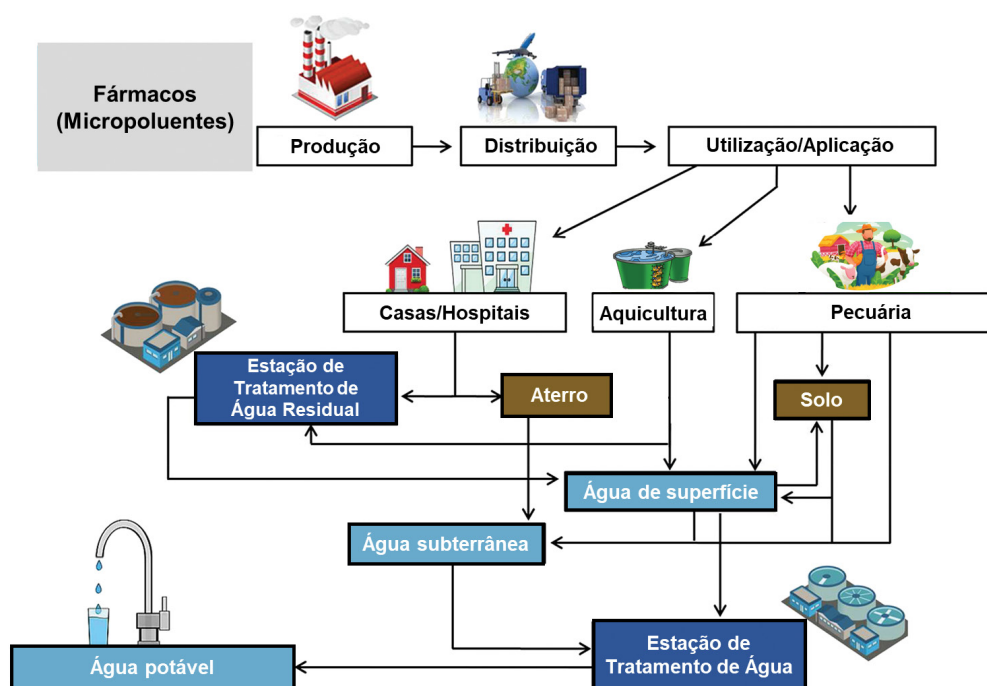 Fármacos
(Micropoluentes)
Produção
Distribuição
Utilização/Aplicação
Casas/Hospitais
Aquicultura
Pecuária
Estação de
Tratamento de
Água Residual
Aterro
Solo
Água de superfície
Água subterrânea
Estação de
Tratamento de Água
Água potável